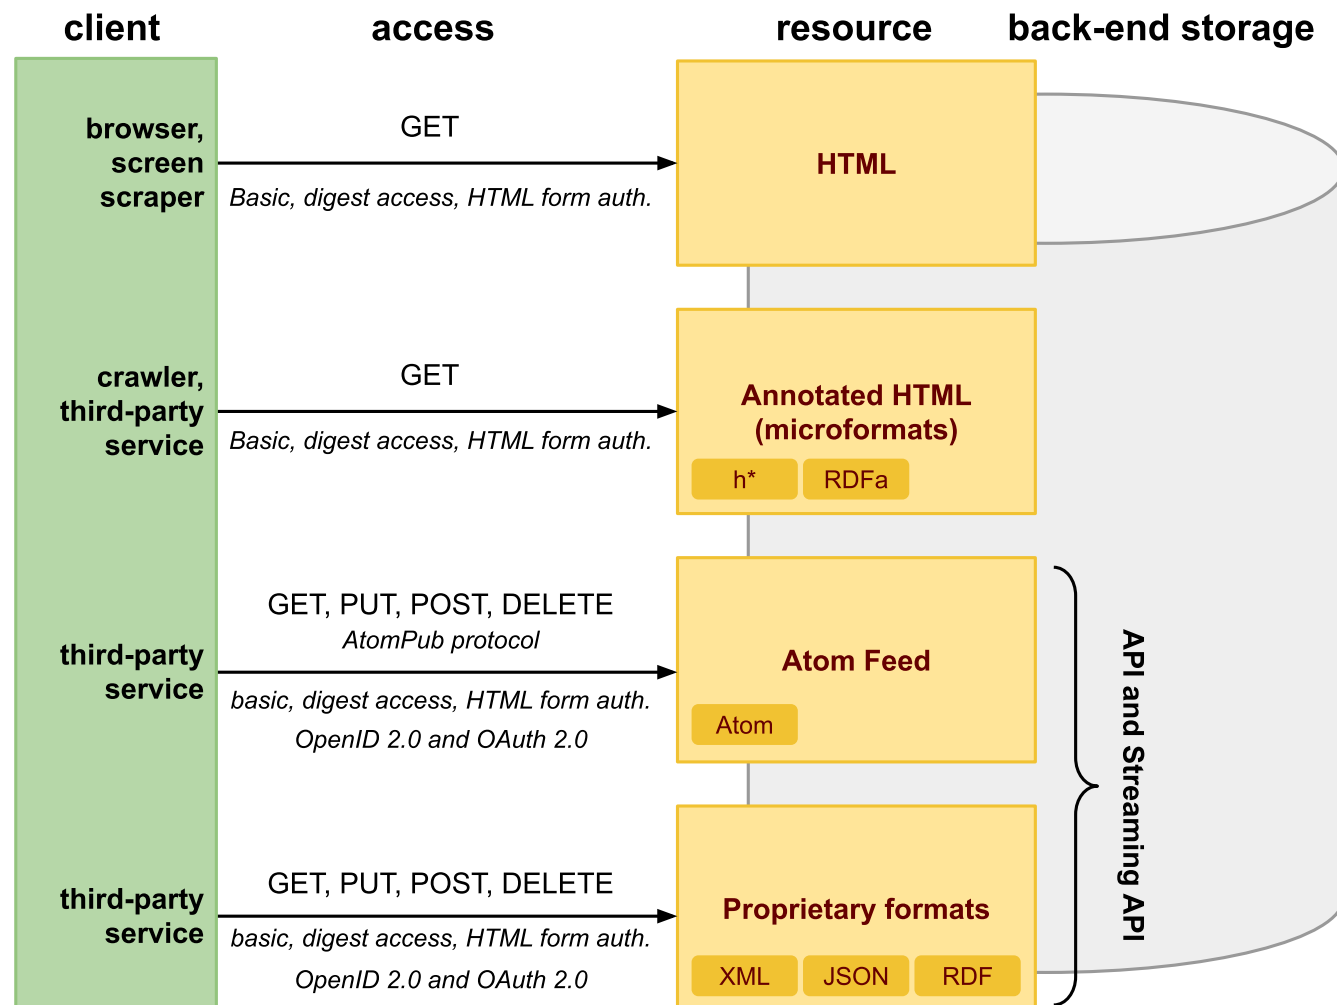 client access resource back-end storage
browser,
screen
scraper
GET
Basic, digest access, HTML form auth.
HTML
crawler,
third-party
service
GET
Basic, digest access, HTML form auth.
Annotated HTML
(microformats)
h* RDFa
third-party
service
GET, PUT, POST, DELETE
AtomPub protocol
basic, digest access, HTML form auth.
OpenID 2.0 and OAuth 2.0
Atom Feed
Atom
third-party
service
GET, PUT, POST, DELETE
basic, digest access, HTML form auth.
OpenID 2.0 and OAuth 2.0
Proprietary formats
XML JSON RDF
API and Streaming API